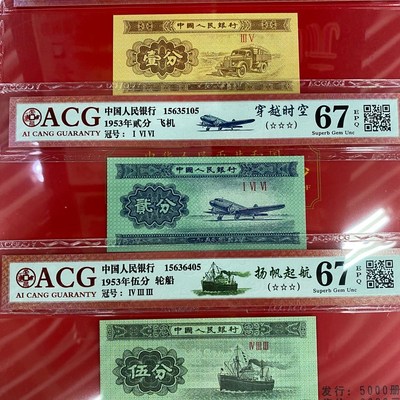 中國人民銀行
III V
壹分
ACG
AI CANG GUARANTY
中国人民银行 15635105
1953年贰分 飞机
冠号： I VI VI
穿越时空
(☆☆☆)
67 EPQ
Superb Gem Unc
中國人民銀行
I VI VI
貳分
ACG
AI CANG GUARANTY
中国人民银行 15636405
1953年伍分 轮船
冠号： IV III III
扬帆起航
(☆☆☆)
67 EPQ
Superb Gem Unc
中國人民銀行
IV III III
伍分
发行：5000册